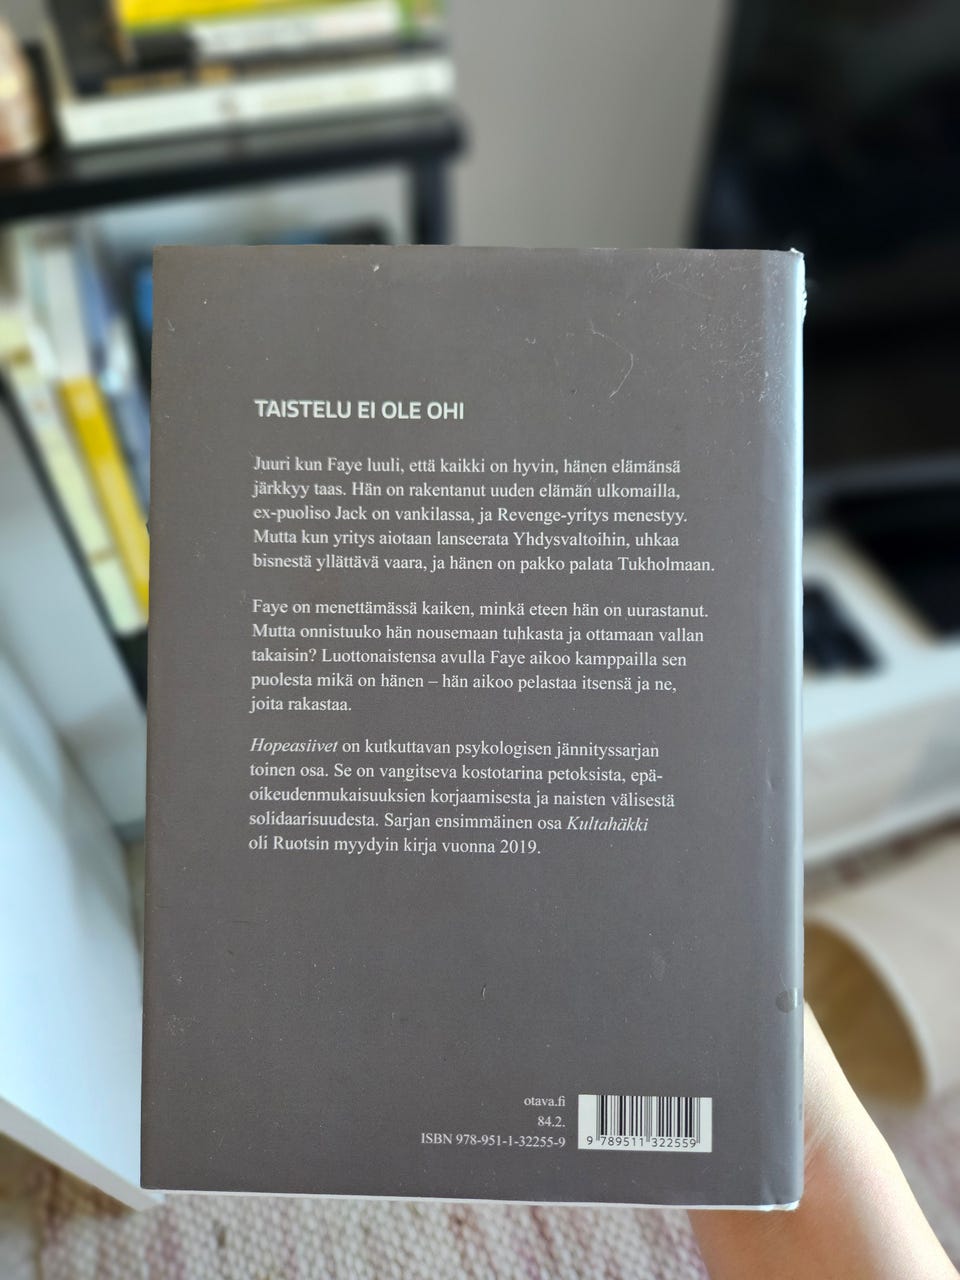 TAISTELU EI OLE OHI
Juuri kun Faye luuli, että kaikki on hyvin, hänen elämänsä
järkkyy taas. Hän on rakentanut uuden elämän ulkomailla,
ex-puoliso Jack on vankilassa, ja Revenge-yritys menestyy.
Mutta kun yritys aiotaan lanseerata Yhdysvaltoihin, uhkaa
bisnestä yllättävä vaara, ja hänen on pakko palata Tukholmaan.
Faye on menettämässä kaiken, minkä eteen hän on uurastanut.
Mutta onnistuuko hän nousemaan tuhkasta ja ottamaan vallan
takaisin? Luottonaistensa avulla Faye aikoo kamppailla sen
puolesta mikä on hänen – hän aikoo pelastaa itsensä ja ne,
joita rakastaa.
Hopeasiivet on kutkuttavan psykologisen jännityssarjan
toinen osa. Se on vangitseva kostotarina petoksista, epä-
oikeudenmukaisuuksien korjaamisesta ja naisten välisestä
solidaarisuudesta. Sarjan ensimmäinen osa Kultahäkki
oli Ruotsin myydyin kirja vuonna 2019.
otava.fi
84.2.
ISBN 978-951-1-32255-9
9 789511 322559